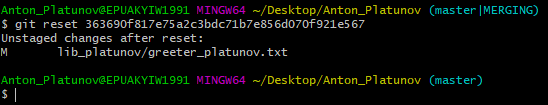 Anton_Platunov@EPUAKYIW1991 MINGW64 ~/Desktop/Anton_Platunov (master|MERGING)
$ git reset 363690f817e75a2c3bdc71b7e856d070f921e567
Unstaged changes after reset:
M       lib_platunov/greeter_platunov.txt

Anton_Platunov@EPUAKYIW1991 MINGW64 ~/Desktop/Anton_Platunov (master)
$